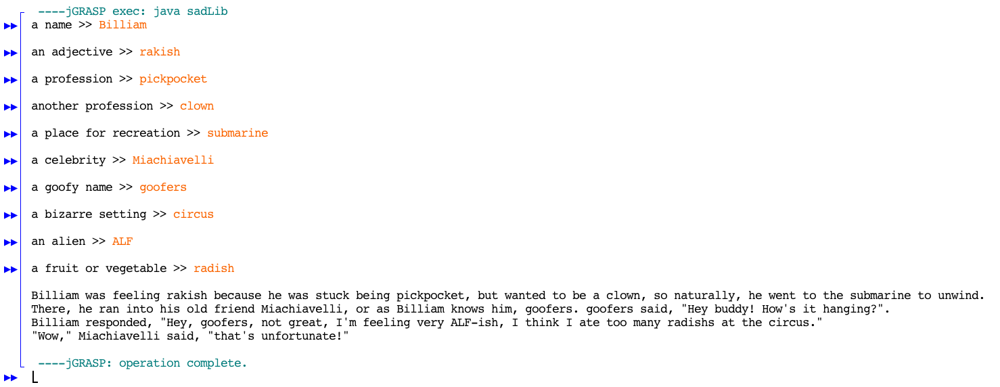 ----jGRASP exec: java sadLib
a name >> Billiam
an adjective >> rakish
a profession >> pickpocket
another profession >> clown
a place for recreation >> submarine
a celebrity >> Miachiavelli
a goofy name >> goofers
a bizarre setting >> circus
an alien >> ALF
a fruit or vegetable >> radish
Billiam was feeling rakish because he was stuck being pickpocket, but wanted to be a clown, so naturally, he went to the submarine to unwind.
There, he ran into his old friend Miachiavelli, or as Billiam knows him, goofers. goofers said, "Hey buddy! How's it hanging?".
Billiam responded, "Hey, goofers, not great, I'm feeling very ALF-ish, I think I ate too many radishs at the circus."
"Wow," Miachiavelli said, "that's unfortunate!"
----jGRASP: operation complete.